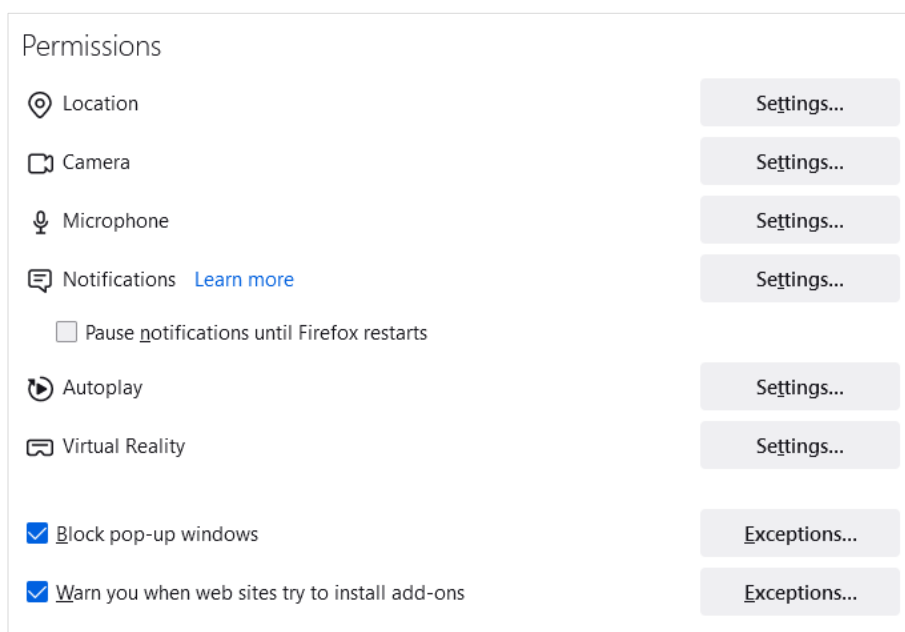 Permissions
Location Settings...
Camera Settings...
Microphone Settings...
Notifications Learn more Settings...
Pause notifications until Firefox restarts
Autoplay Settings...
Virtual Reality Settings...
Block pop-up windows Exceptions...
Warn you when web sites try to install add-ons Exceptions...